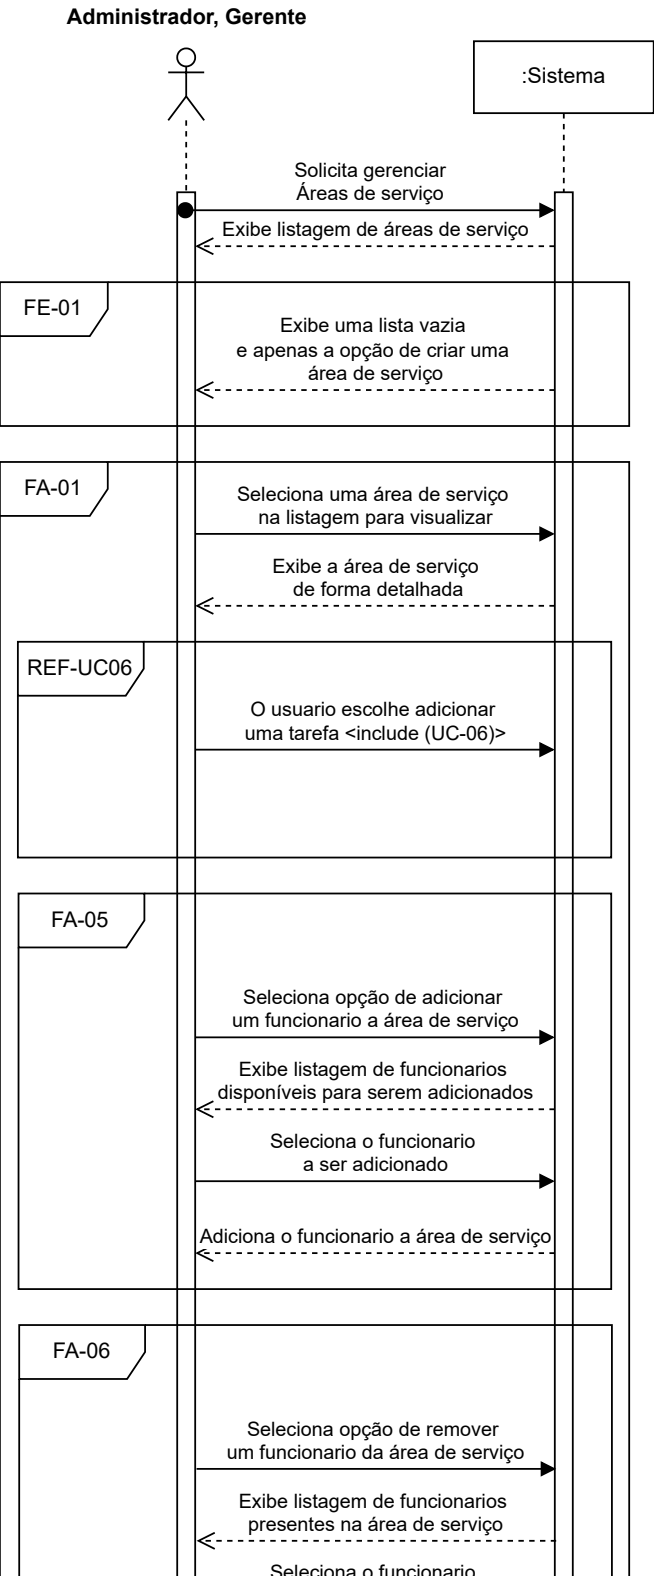 Administrador, Gerente
:Sistema
Solicita gerenciar
Áreas de serviço
Exibe listagem de áreas de serviço
FE-01
Exibe uma lista vazia
e apenas a opção de criar uma
área de serviço
FA-01
Seleciona uma área de serviço
na listagem para visualizar
Exibe a área de serviço
de forma detalhada
REF-UC06
O usuario escolhe adicionar
uma tarefa <include (UC-06)>
FA-05
Seleciona opção de adicionar
um funcionario a área de serviço
Exibe listagem de funcionarios
disponíveis para serem adicionados
Seleciona o funcionario
a ser adicionado
Adiciona o funcionario a área de serviço
FA-06
Seleciona opção de remover
um funcionario da área de serviço
Exibe listagem de funcionarios
presentes na área de serviço
Seleciona o funcionario